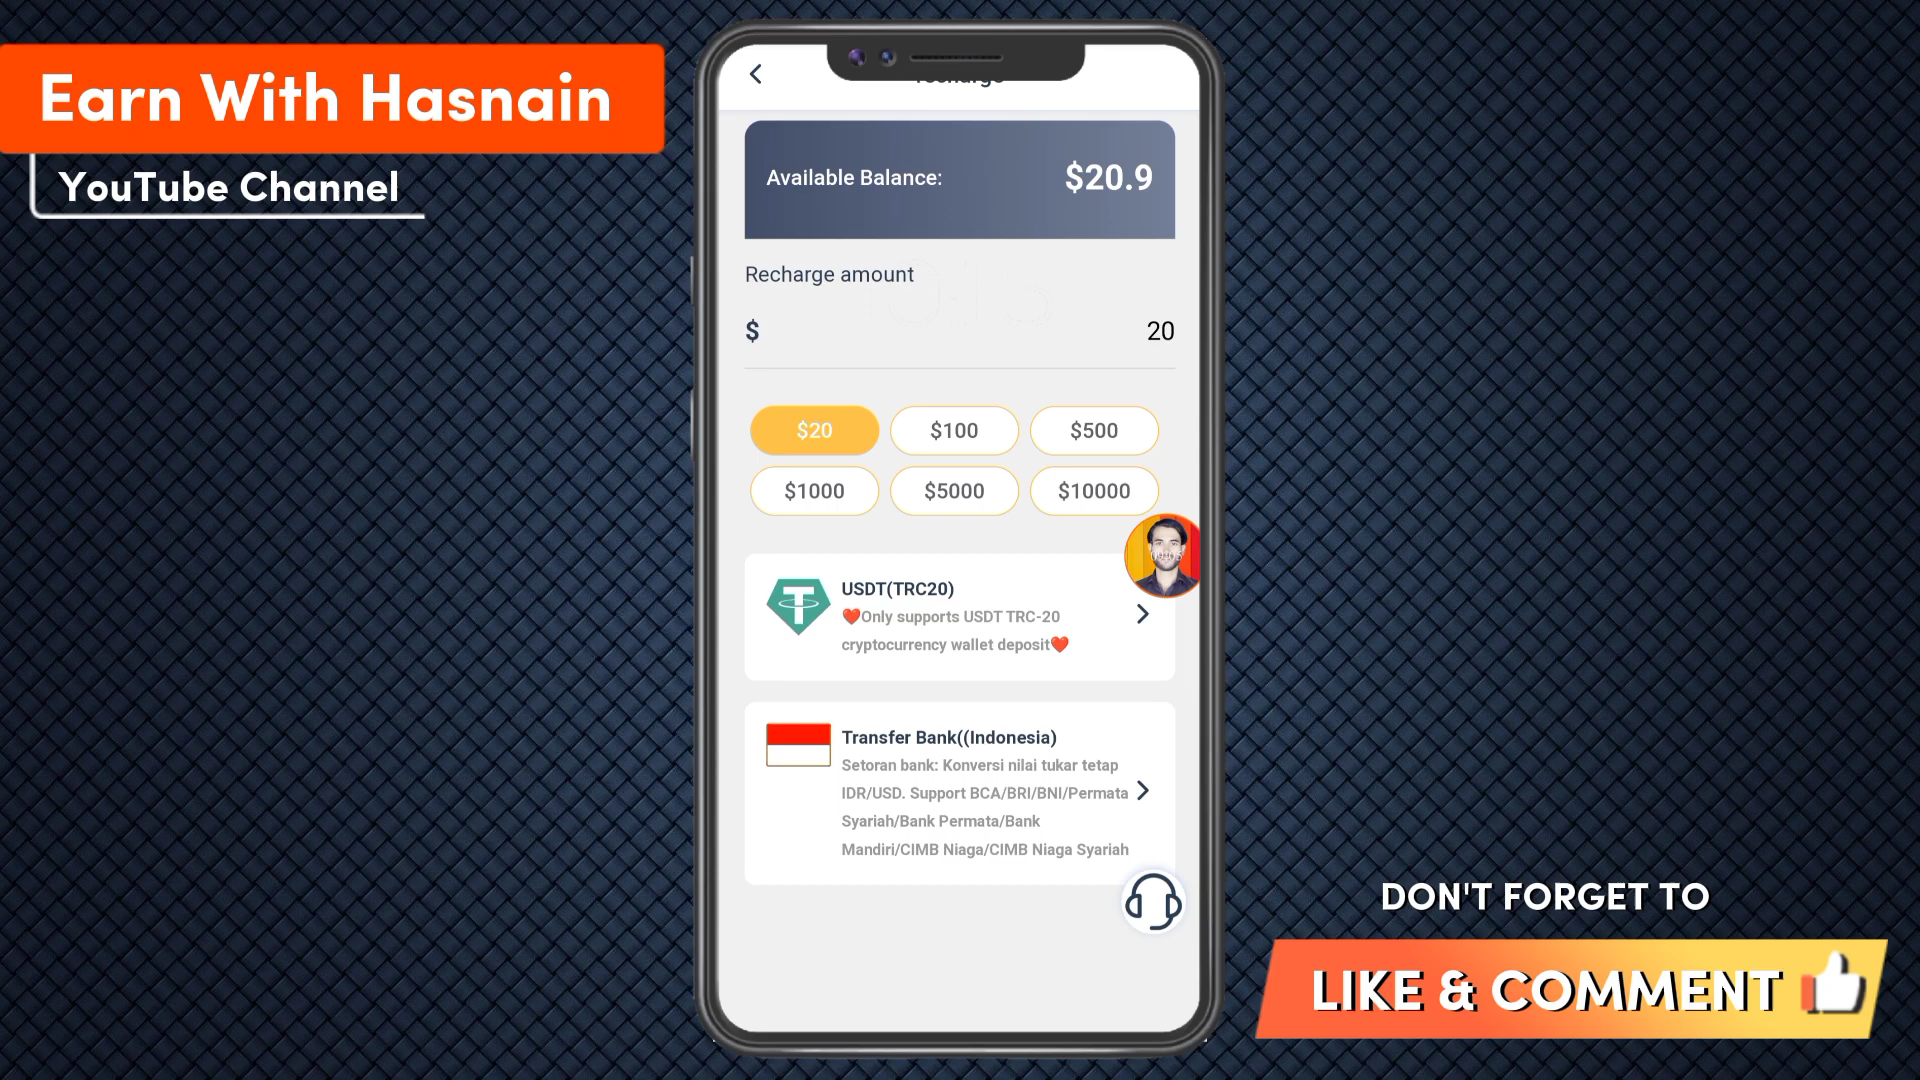 Earn With Hasnain
YouTube Channel
Available Balance:
$20.9
Recharge amount
$
20
$20
$100
$500
$1000
$5000
$10000
USDT(TRC20)
❤️Only supports USDT TRC-20
cryptocurrency wallet deposit❤️
Transfer Bank((Indonesia)
Setoran bank: Konversi nilai tukar tetap
IDR/USD. Support BCA/BRI/BNI/Permata
Syariah/Bank Permata/Bank
Mandiri/CIMB Niaga/CIMB Niaga Syariah
DON'T FORGET TO
LIKE & COMMENT